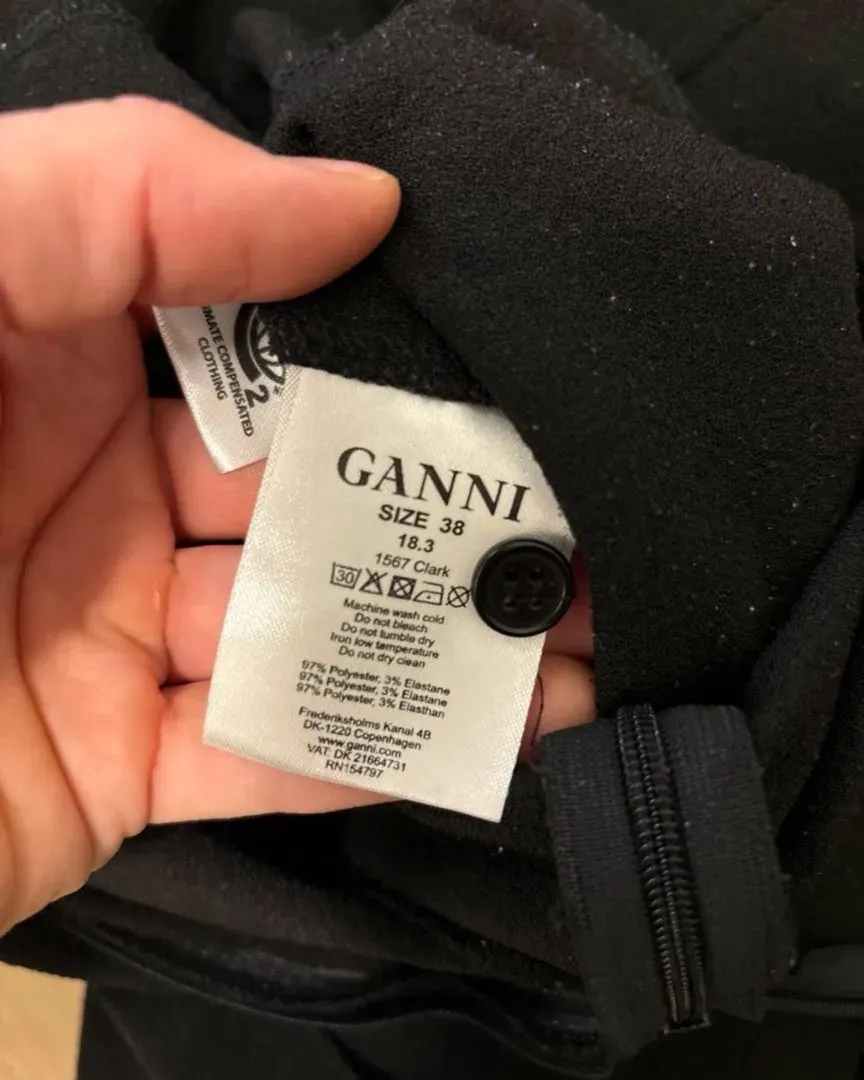 MATE COMPENSATED
CLOTHING
2
GANNI
SIZE 38
18.3
1567 Clark
30
Machine wash cold
Do not bleach
Do not tumble dry
Iron low temperature
Do not dry clean
97% Polyester, 3% Elastane
97% Polyester, 3% Elastane
97% Polyester, 3% Elasthan
Frederiksholms Kanal 4B
DK-1220 Copenhagen
www.ganni.com
VAT: DK 21664731
RN154797